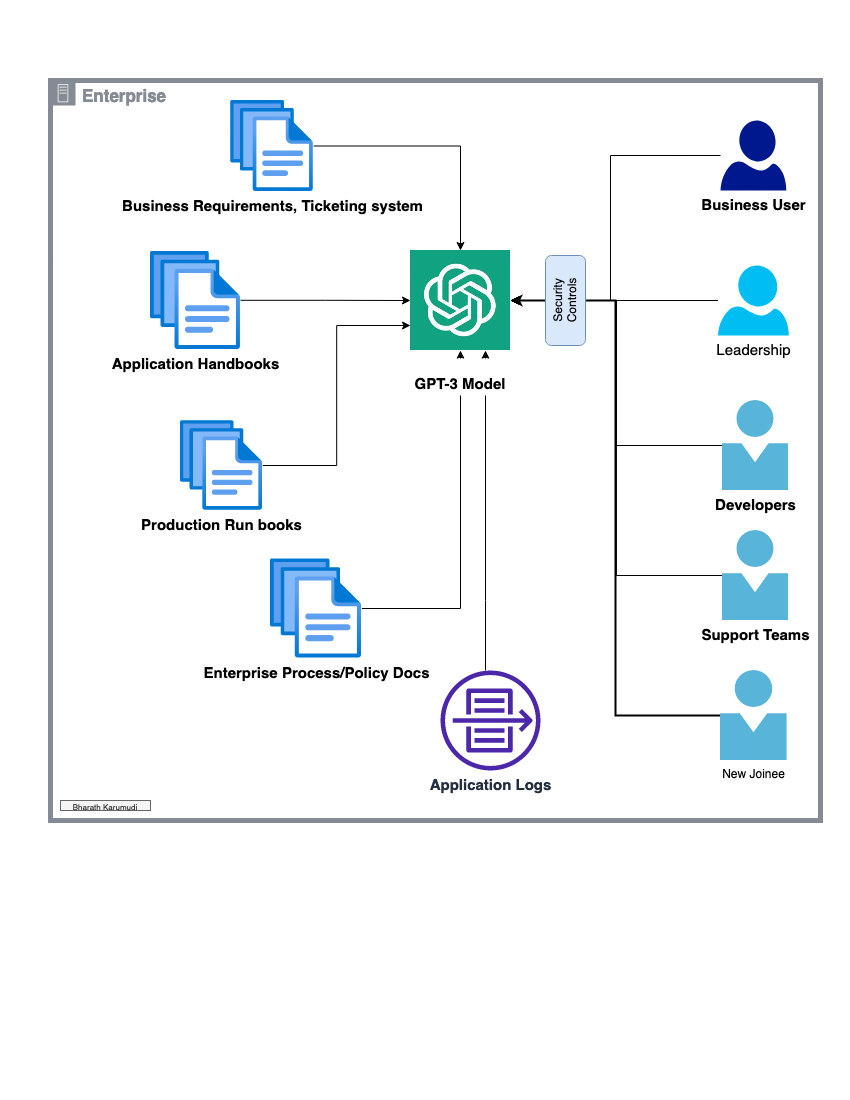 Enterprise
Business Requirements, Ticketing system
Business User
Application Handbooks
Security
Controls
Leadership
GPT-3 Model
Production Run books
Developers
Support Teams
Enterprise Process/Policy Docs
Application Logs
New Joinee
Bharath Karumudi